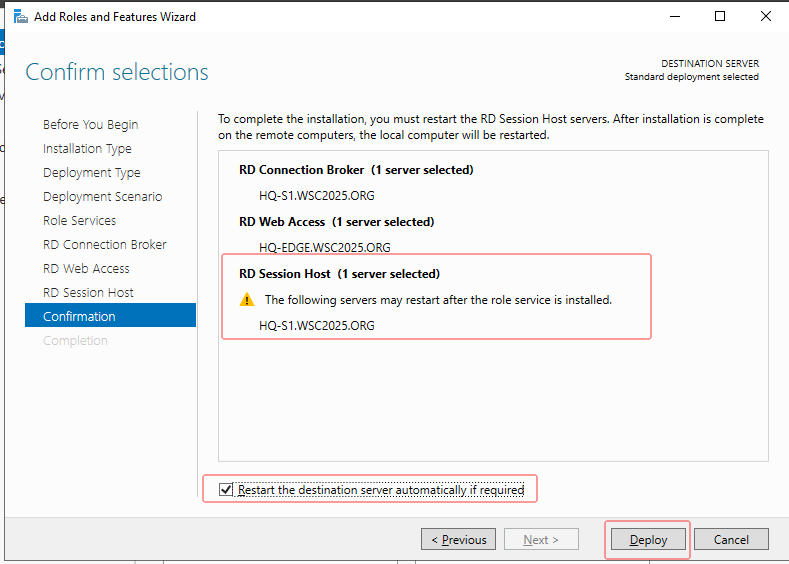 Add Roles and Features Wizard
Confirm selections
DESTINATION SERVER
Standard deployment selected
Before You Begin
Installation Type
Deployment Type
Deployment Scenario
Role Services
RD Connection Broker
RD Web Access
RD Session Host
Confirmation
Completion
To complete the installation, you must restart the RD Session Host servers. After installation is complete
on the remote computers, the local computer will be restarted.
RD Connection Broker (1 server selected)
HQ-S1.WSC2025.ORG
RD Web Access (1 server selected)
HQ-EDGE.WSC2025.ORG
RD Session Host (1 server selected)
The following servers may restart after the role service is installed.
HQ-S1.WSC2025.ORG
Restart the destination server automatically if required
< Previous
Next >
Deploy
Cancel